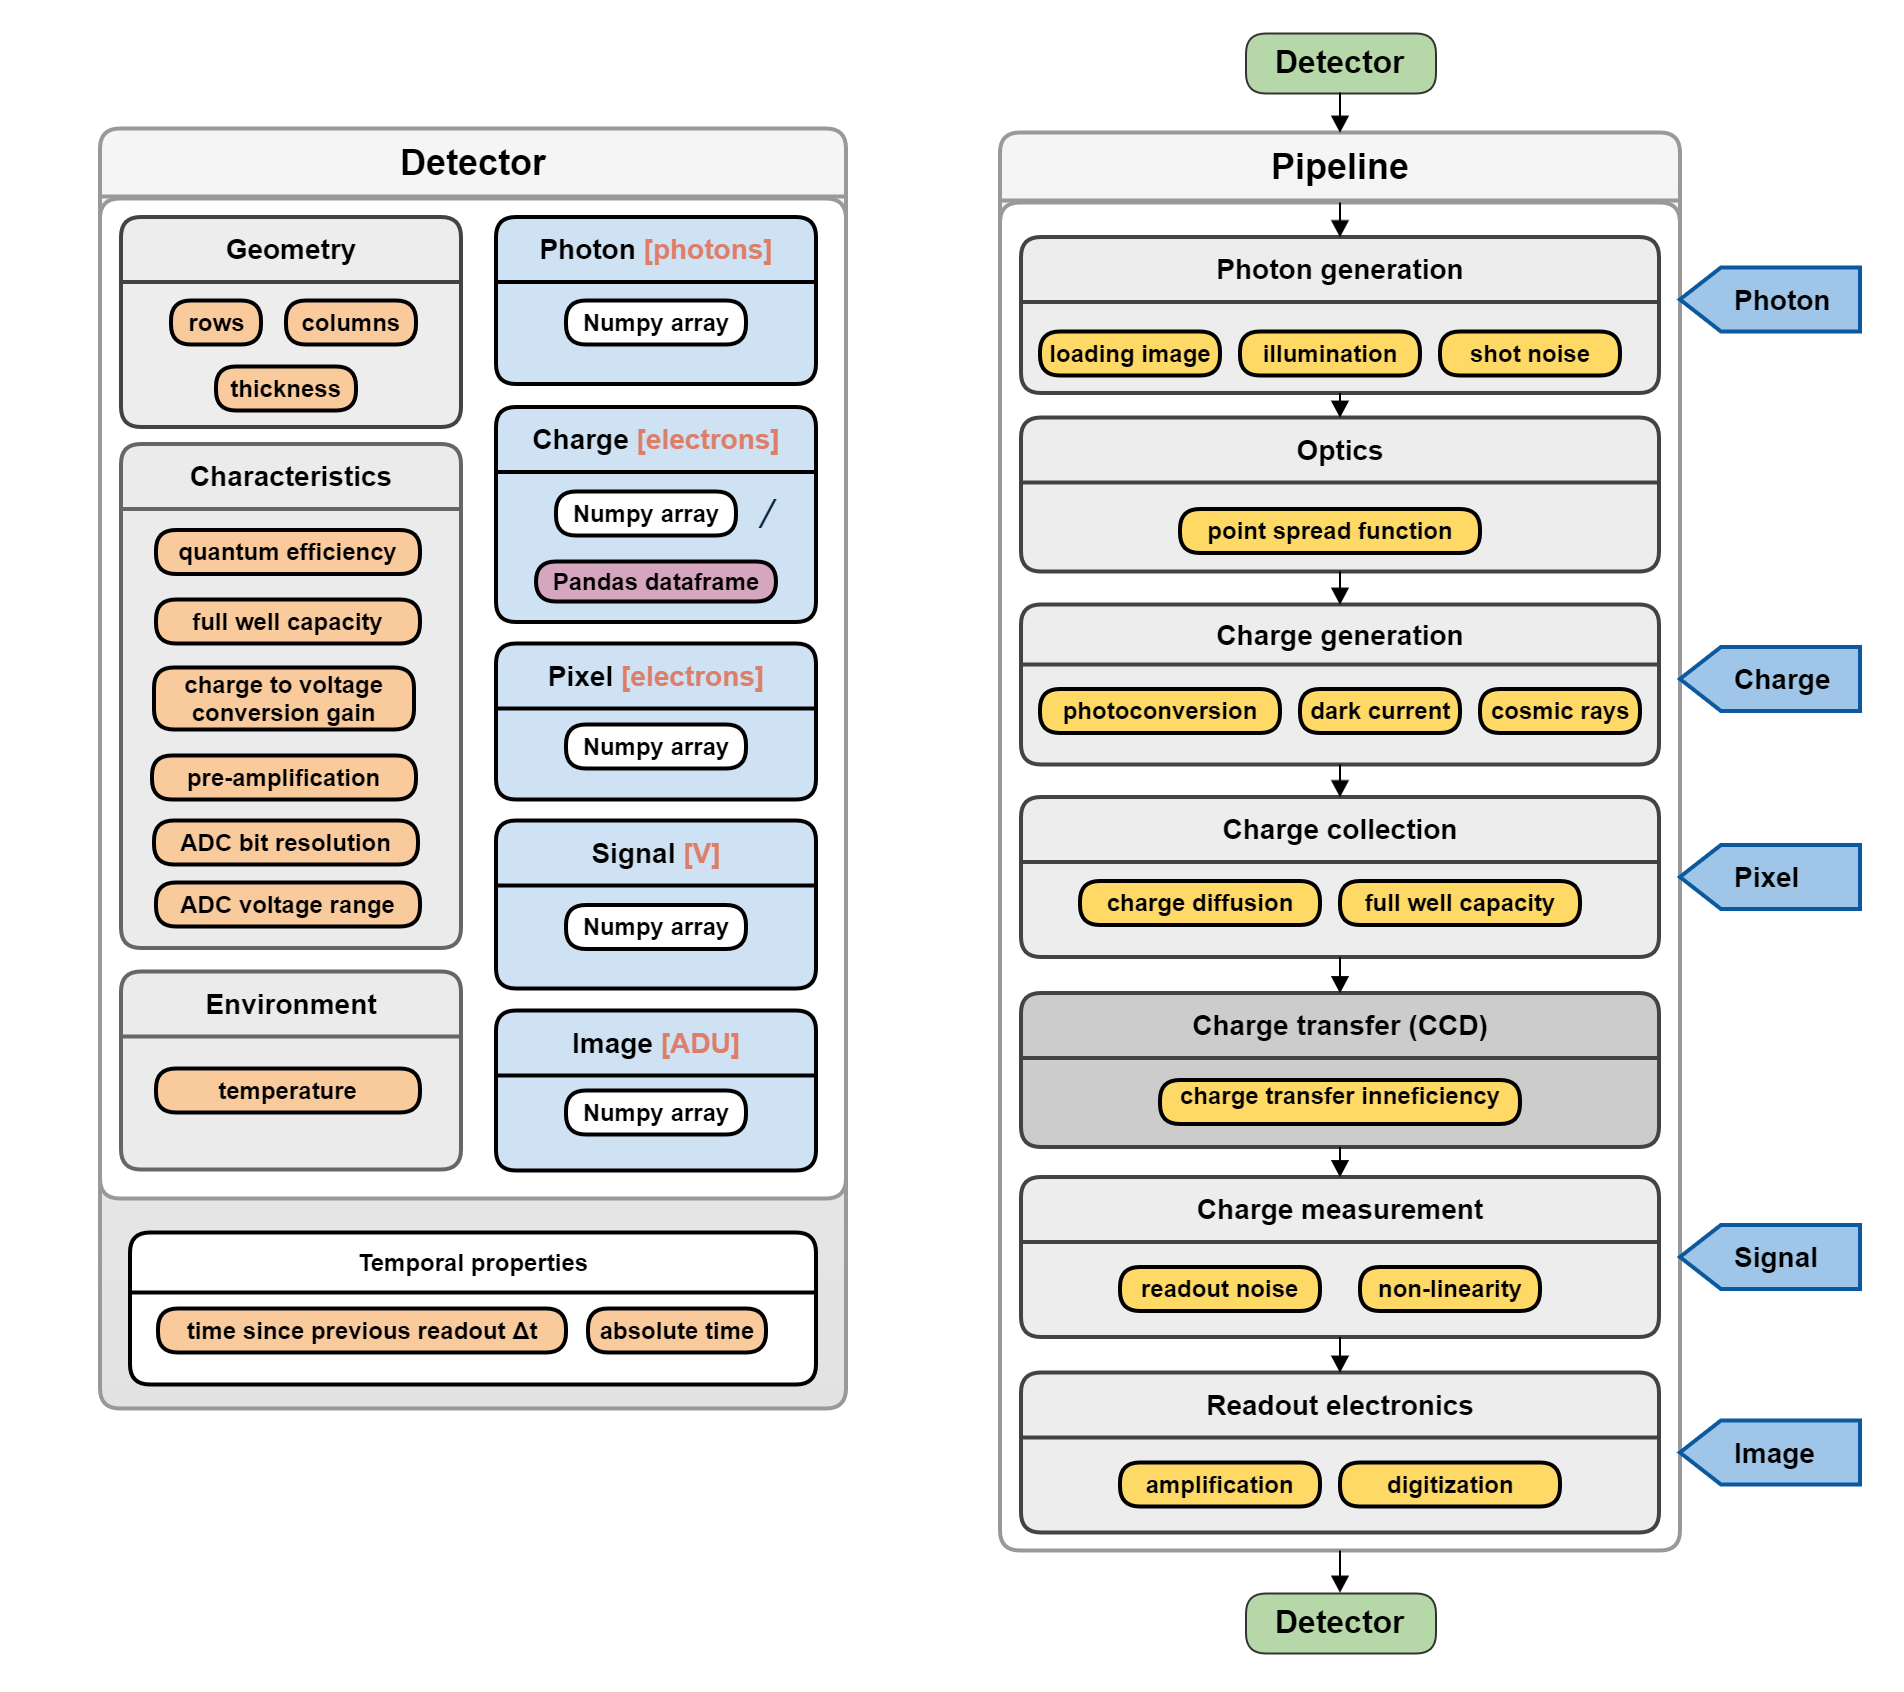 Detector
Geometry
rows
columns
thickness
Characteristics
quantum efficiency
full well capacity
charge to voltage
conversion gain
pre-amplification
ADC bit resolution
ADC voltage range
Environment
temperature
Photon [photons]
Numpy array
Charge [electrons]
Numpy array /
Pandas dataframe
Pixel [electrons]
Numpy array
Signal [V]
Numpy array
Image [ADU]
Numpy array
Temporal properties
time since previous readout Δt
absolute time
Detector
Pipeline
Photon generation
loading image
illumination
shot noise
Photon
Optics
point spread function
Charge generation
photoconversion
dark current
cosmic rays
Charge
Charge collection
charge diffusion
full well capacity
Pixel
Charge transfer (CCD)
charge transfer inneficiency
Charge measurement
readout noise
non-linearity
Signal
Readout electronics
amplification
digitization
Image
Detector